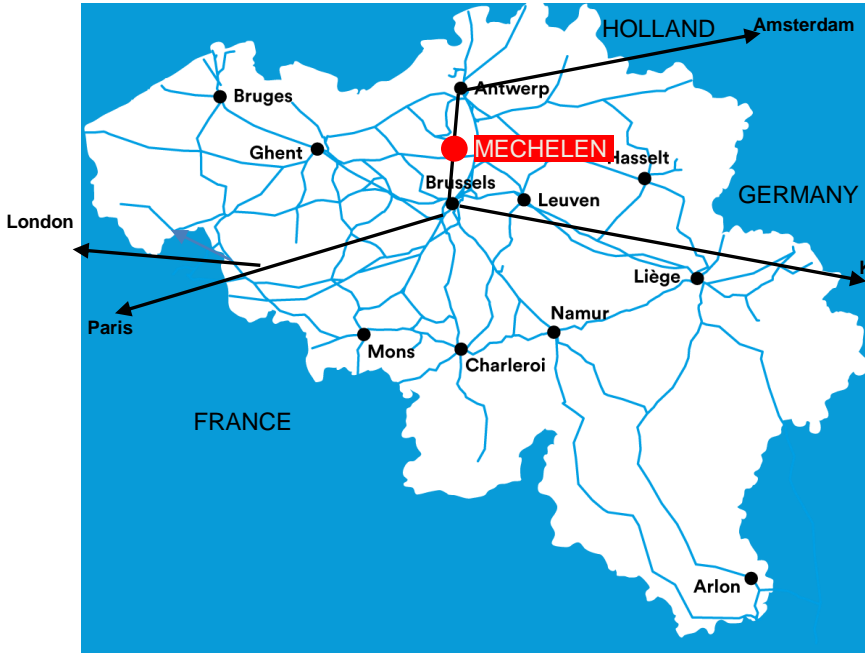 HOLLAND
Amsterdam
Antwerp
Bruges
Ghent
MECHELEN
Hasselt
Brussels
Leuven
GERMANY
London
K
Liège
Namur
Paris
Mons
Charleroi
FRANCE
Arlon